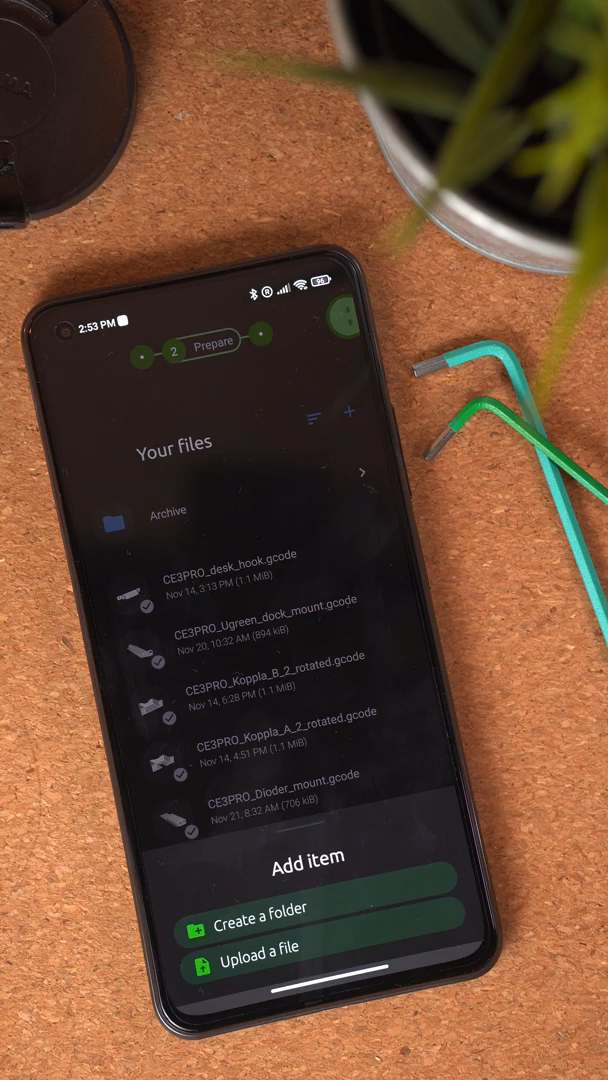 2:53 PM
96
2 Prepare
Your files
Archive
CE3PRO_desk_hook.gcode
Nov 14, 3:13 PM (1.1 MiB)
CE3PRO_Ugreen_dock_mount.gcode
Nov 20, 10:32 AM (894 kiB)
CE3PRO_Koppla_B_2_rotated.gcode
Nov 14, 6:28 PM (1.1 MiB)
CE3PRO_Koppla_A_2_rotated.gcode
Nov 14, 4:51 PM (1.1 MiB)
CE3PRO_Dioder_mount.gcode
Nov 21, 8:32 AM (706 kiB)
Add item
Create a folder
Upload a file